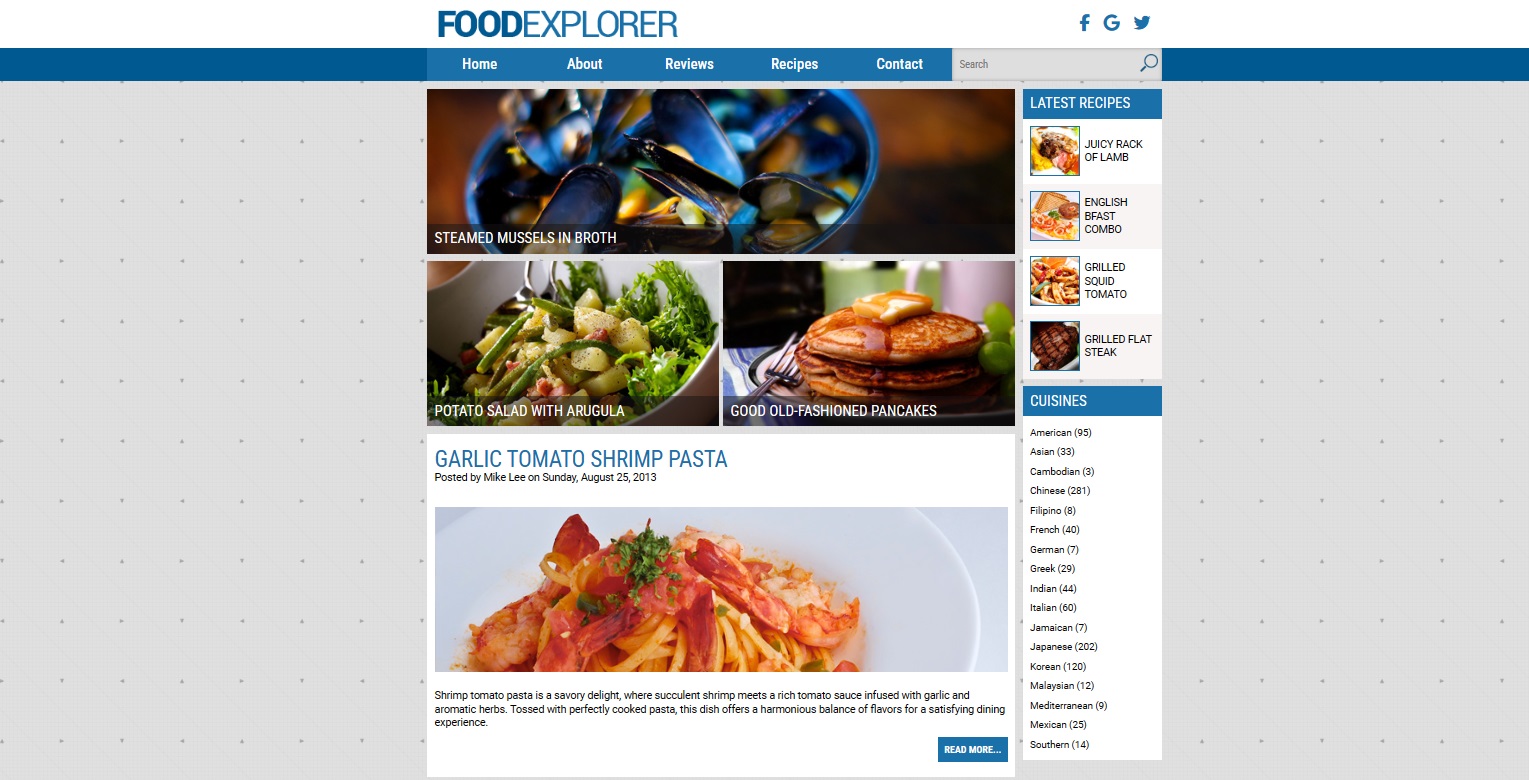 FOODEXPLORER
Home
About
Reviews
Recipes
Contact
Search
STEAMED MUSSELS IN BROTH
POTATO SALAD WITH ARUGULA
GOOD OLD-FASHIONED PANCAKES
GARLIC TOMATO SHRIMP PASTA
Posted by Mike Lee on Sunday, August 25, 2013
Shrimp tomato pasta is a savory delight, where succulent shrimp meets a rich tomato sauce infused with garlic and
aromatic herbs. Tossed with perfectly cooked pasta, this dish offers a harmonious balance of flavors for a satisfying dining
experience.
READ MORE...
LATEST RECIPES
JUICY RACK
OF LAMB
ENGLISH
BFAST
COMBO
GRILLED
SQUID
TOMATO
GRILLED FLAT
STEAK
CUISINES
American (95)
Asian (33)
Cambodian (3)
Chinese (281)
Filipino (8)
French (40)
German (7)
Greek (29)
Indian (44)
Italian (60)
Jamaican (7)
Japanese (202)
Korean (120)
Malaysian (12)
Mediterranean (9)
Mexican (25)
Southern (14)